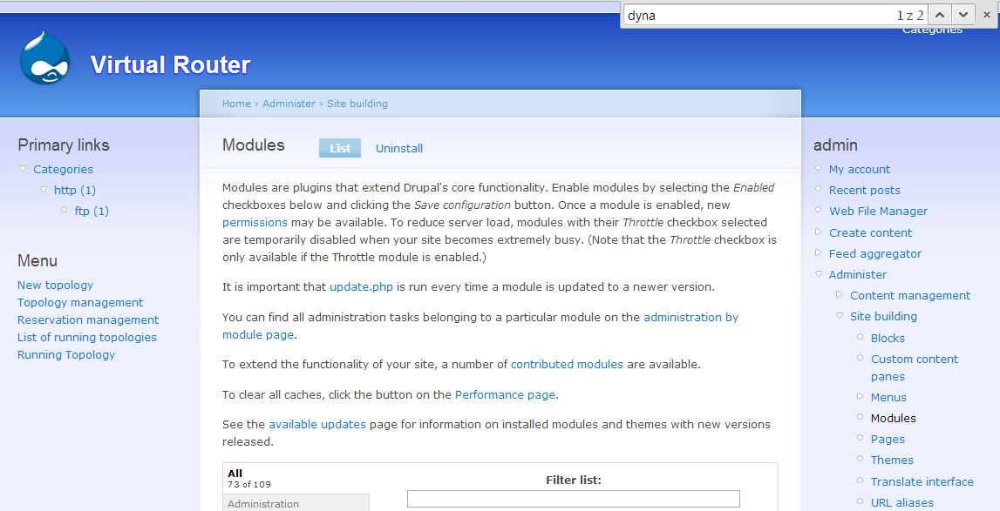 dyna
1 z 2
Categories
Virtual Router
Home › Administer › Site building
Primary links
Categories
http (1)
ftp (1)
Menu
New topology
Topology management
Reservation management
List of running topologies
Running Topology
Modules
List
Uninstall
Modules are plugins that extend Drupal's core functionality. Enable modules by selecting the Enabled
checkboxes below and clicking the Save configuration button. Once a module is enabled, new
permissions may be available. To reduce server load, modules with their Throttle checkbox selected
are temporarily disabled when your site becomes extremely busy. (Note that the Throttle checkbox is
only available if the Throttle module is enabled.)
It is important that update.php is run every time a module is updated to a newer version.
You can find all administration tasks belonging to a particular module on the administration by
module page.
To extend the functionality of your site, a number of contributed modules are available.
To clear all caches, click the button on the Performance page.
See the available updates page for information on installed modules and themes with new versions
released.
All
73 of 109
Administration
Filter list:
admin
My account
Recent posts
Web File Manager
Create content
Feed aggregator
Administer
Content management
Site building
Blocks
Custom content
panes
Menus
Modules
Pages
Themes
Translate interface
URL aliases